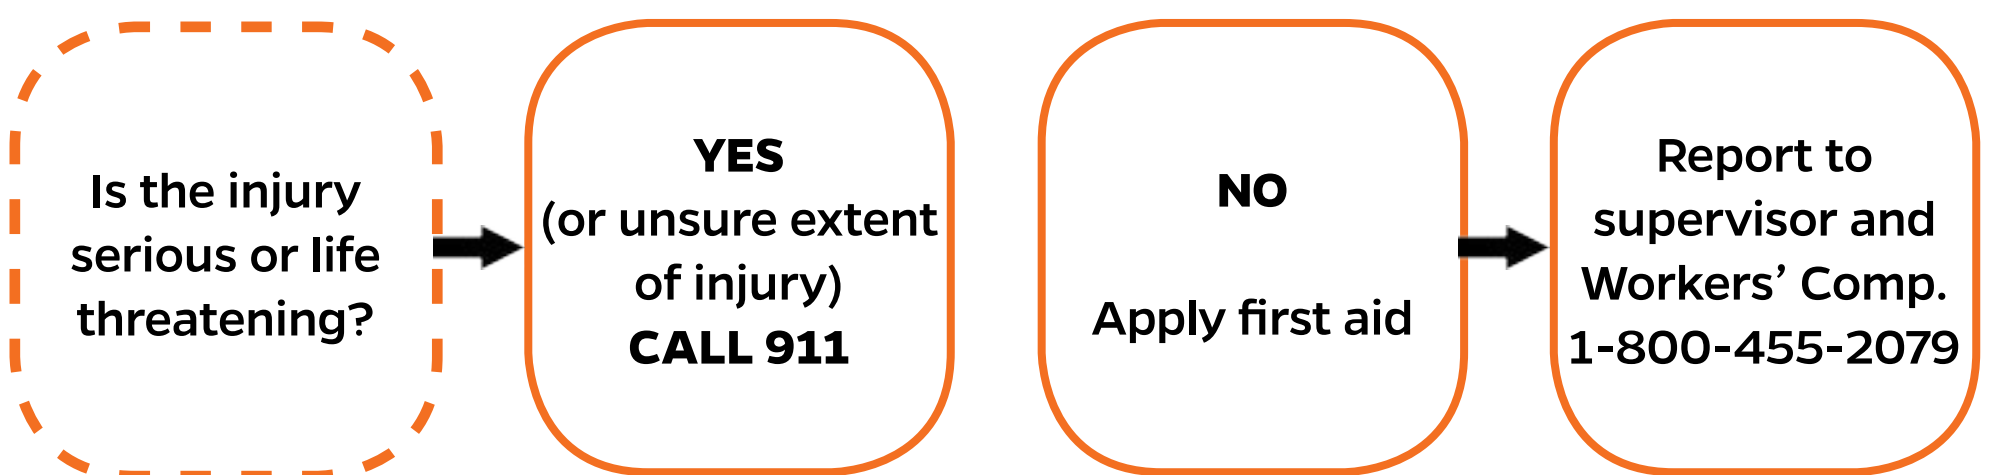 Is the injury
serious or life
threatening?
YES
(or unsure extent
of injury)
CALL 911
NO
Apply first aid
Report to
supervisor and
Workers’ Comp.
1-800-455-2079